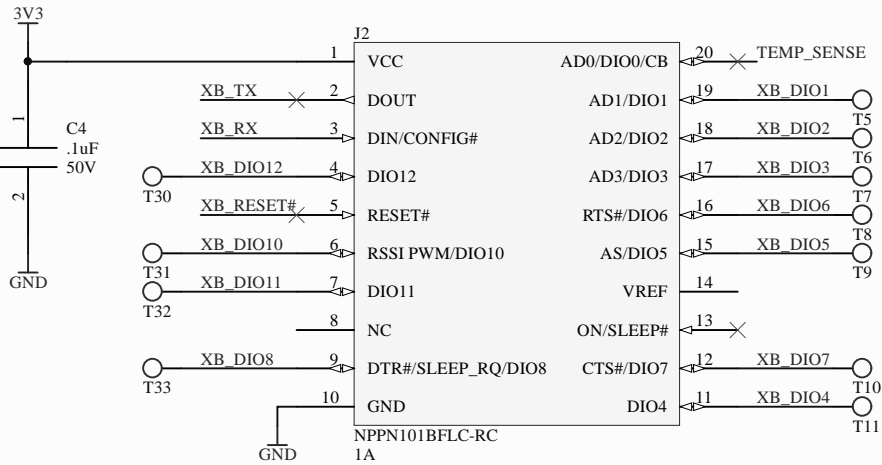 3V3
J2
1 VCC AD0/DIO0/CB 20 TEMP_SENSE
XB_TX 2 DOUT AD1/DIO1 19 XB_DIO1 T5
1 C4 .1uF 50V 2
XB_RX 3 DIN/CONFIG# AD2/DIO2 18 XB_DIO2 T6
T30 XB_DIO12 4 DIO12 AD3/DIO3 17 XB_DIO3 T7
XB_RESET# 5 RESET# RTS#/DIO6 16 XB_DIO6 T8
T31 XB_DIO10 6 RSSI PWM/DIO10 AS/DIO5 15 XB_DIO5 T9
GND
T32 XB_DIO11 7 DIO11 VREF 14
8 NC ON/SLEEP# 13
T33 XB_DIO8 9 DTR#/SLEEP_RQ/DIO8 CTS#/DIO7 12 XB_DIO7 T10
10 GND DIO4 11 XB_DIO4 T11
GND
NPPN101BFLC-RC
1A